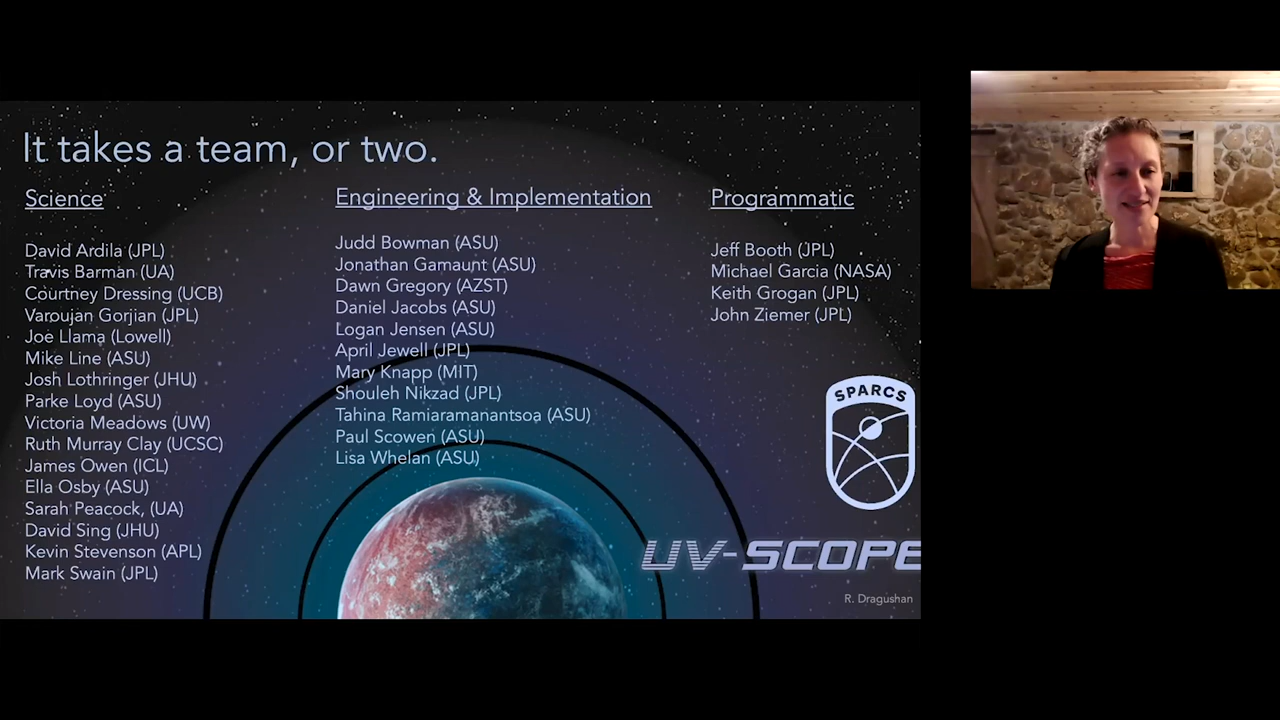 It takes a team, or two.
Science
David Ardila (JPL)
Travis Barman (UA)
Courtney Dressing (UCB)
Varoujan Gorjian (JPL)
Joe Llama (Lowell)
Mike Line (ASU)
Josh Lothringer (JHU)
Parke Loyd (ASU)
Victoria Meadows (UW)
Ruth Murray Clay (UCSC)
James Owen (ICL)
Ella Osby (ASU)
Sarah Peacock, (UA)
David Sing (JHU)
Kevin Stevenson (APL)
Mark Swain (JPL)
Engineering & Implementation
Judd Bowman (ASU)
Jonathan Gamaunt (ASU)
Dawn Gregory (AZST)
Daniel Jacobs (ASU)
Logan Jensen (ASU)
April Jewell (JPL)
Mary Knapp (MIT)
Shouleh Nikzad (JPL)
Tahina Ramiaramanantsoa (ASU)
Paul Scowen (ASU)
Lisa Whelan (ASU)
Programmatic
Jeff Booth (JPL)
Michael Garcia (NASA)
Keith Grogan (JPL)
John Ziemer (JPL)
SPARCS
UV-SCOPE
R. Dragushan